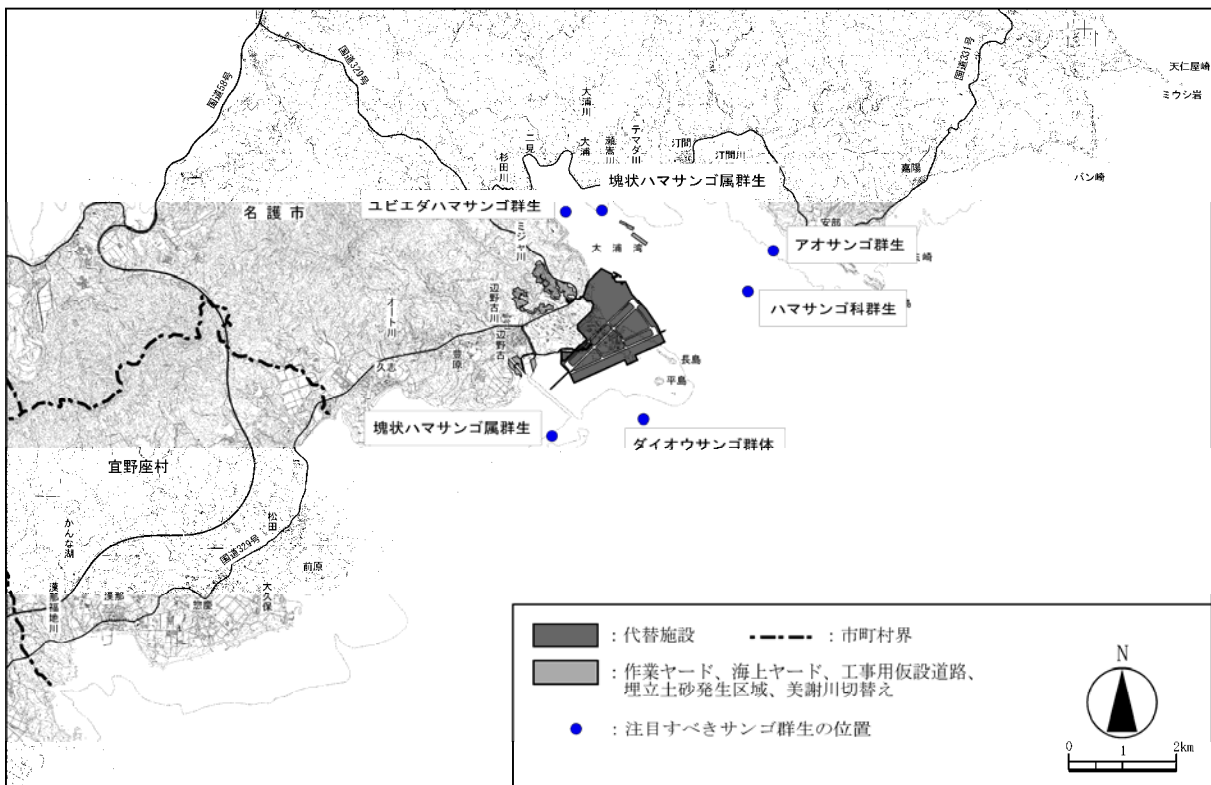 国道58号
国道329号
国道331号
天仁屋崎
ミウシ岩
バン崎
嘉陽
大浦川
二見
大浦
瀬嵩川
テマダ川
汀間
汀間川
杉田川
塊状ハマサンゴ属群生
ユビエダハマサンゴ群生
名護市
安部
ミジャ川
大浦湾
アオサンゴ群生
ハマサンゴ科群生
辺野古川
オート川
辺野古
豊原
久志
長島
平島
塊状ハマサンゴ属群生
ダイオウサンゴ群体
宜野座村
かんな湖
松田
国道329号
前原
漢那
惣慶
大久保
漢那福地川
:代替施設
:市町村界
:作業ヤード、海上ヤード、工事用仮設道路、
埋立土砂発生区域、美謝川切替え
:注目すべきサンゴ群生の位置
N
0 1 2km